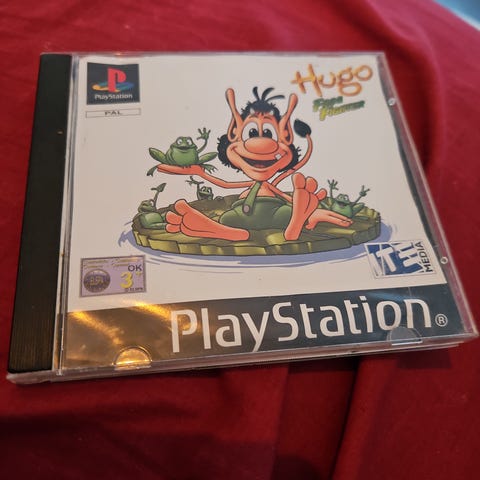 PlayStation
PAL
Hugo
Frog
Fighter
OK
3+
ITE
MEDIA
PlayStation®